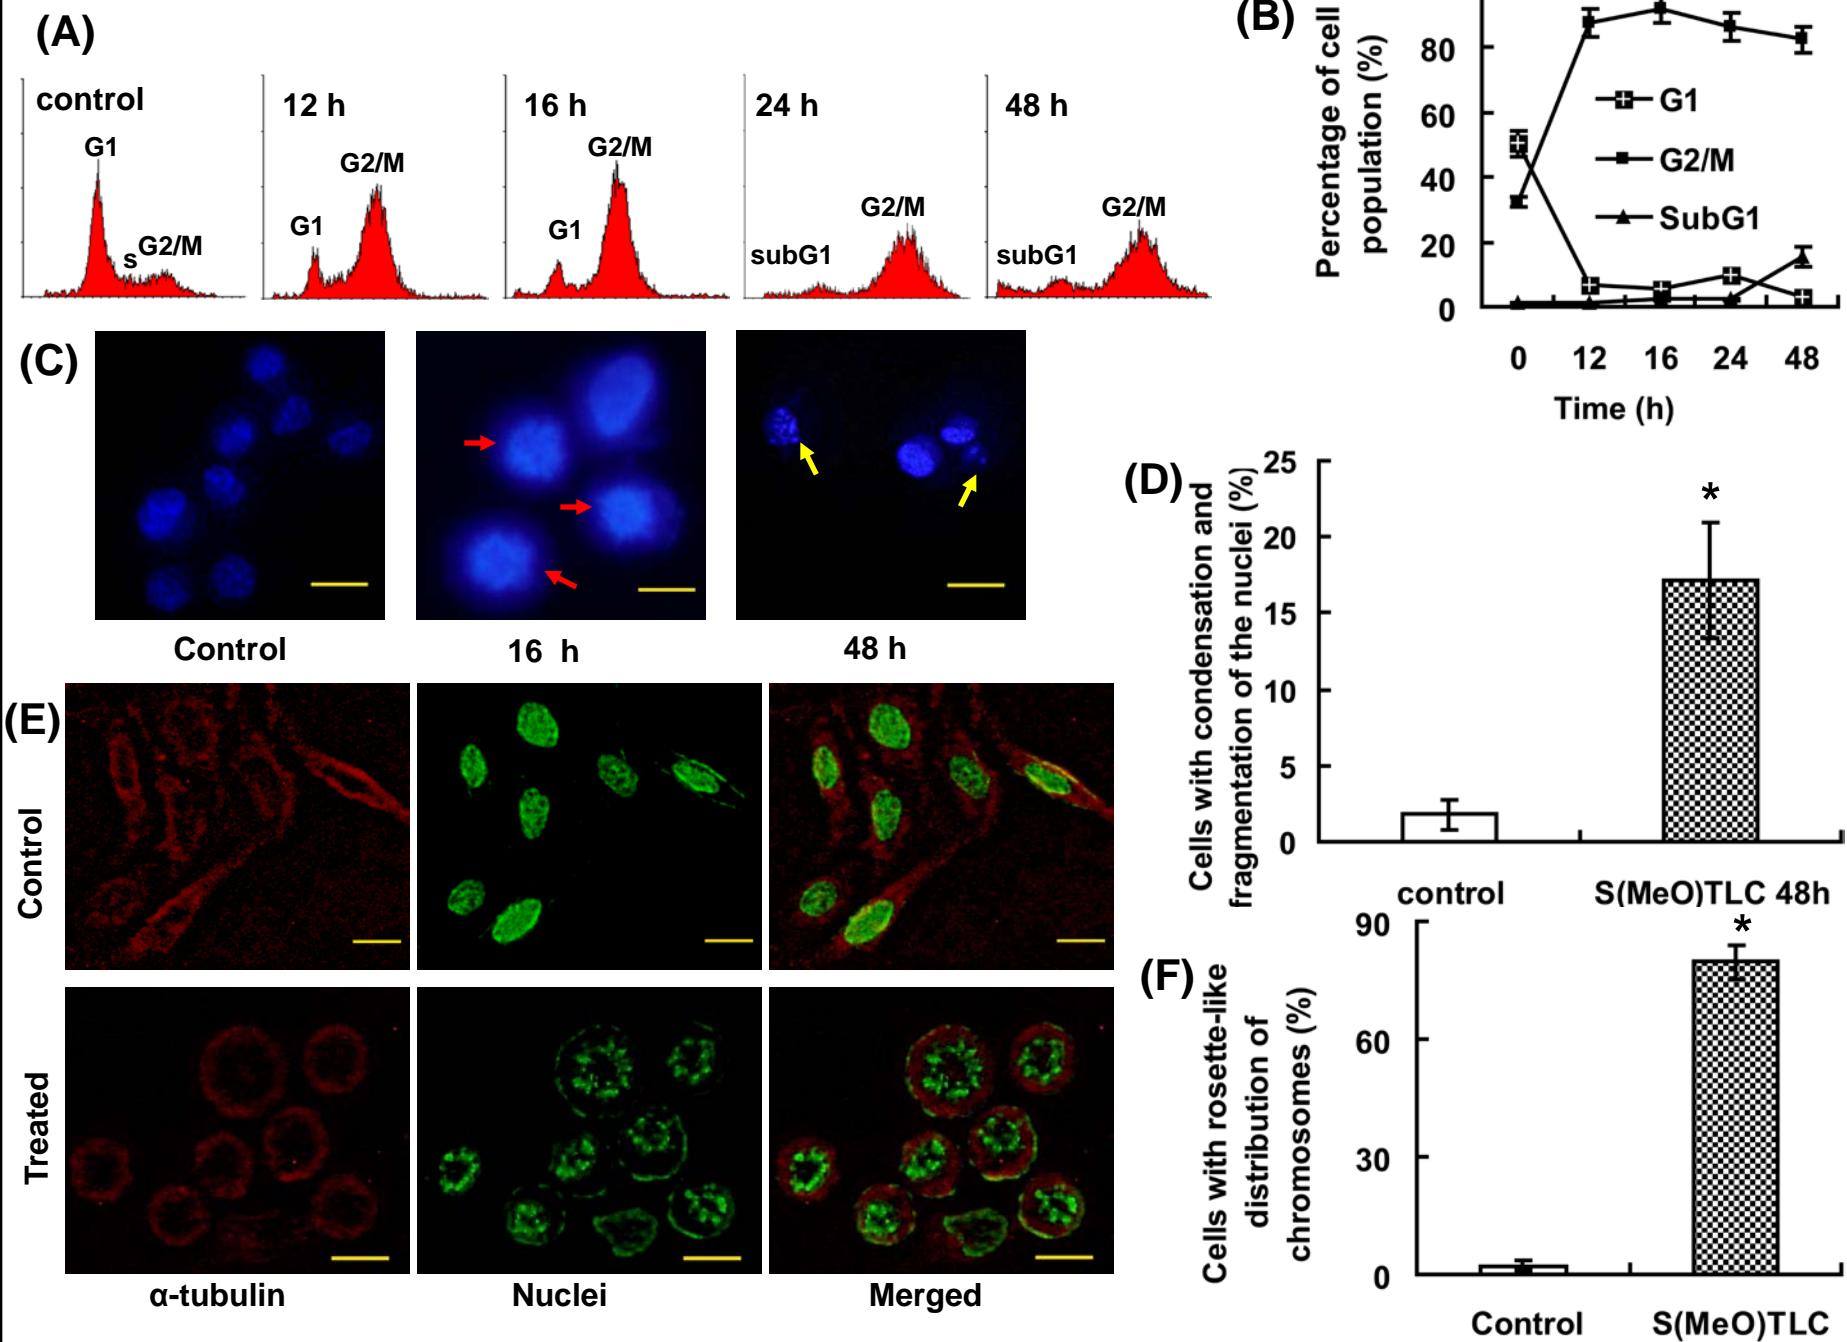 (A)
control
G1
s
G2/M
12 h
G1
G2/M
16 h
G1
G2/M
24 h
subG1
G2/M
48 h
subG1
G2/M
(B)
Percentage of cell
population (%)
80
60
40
20
0
G1
G2/M
SubG1
0 12 16 24 48
Time (h)
(C)
Control
16 h
48 h
(D)
Cells with condensation and
fragmentation of the nuclei (%)
25
20
15
10
5
0
*
control
S(MeO)TLC 48h
(E)
Control
Treated
α-tubulin
Nuclei
Merged
(F)
Cells with rosette-like
distribution of
chromosomes (%)
90
60
30
0
*
Control
S(MeO)TLC